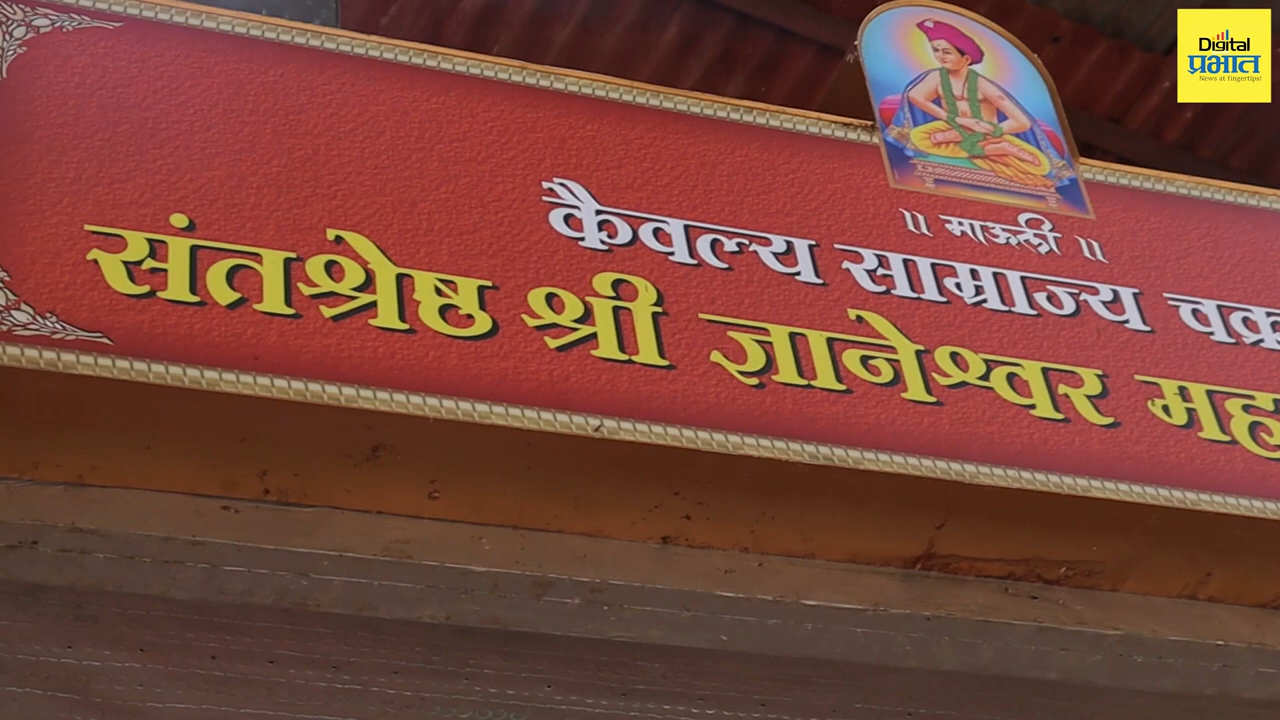 ॥ माऊली ॥
कैवल्य साम्राज्य चक्र
संतश्रेष्ठ श्री ज्ञानेश्वर महा
Digital
प्रभात
News at fingertips!